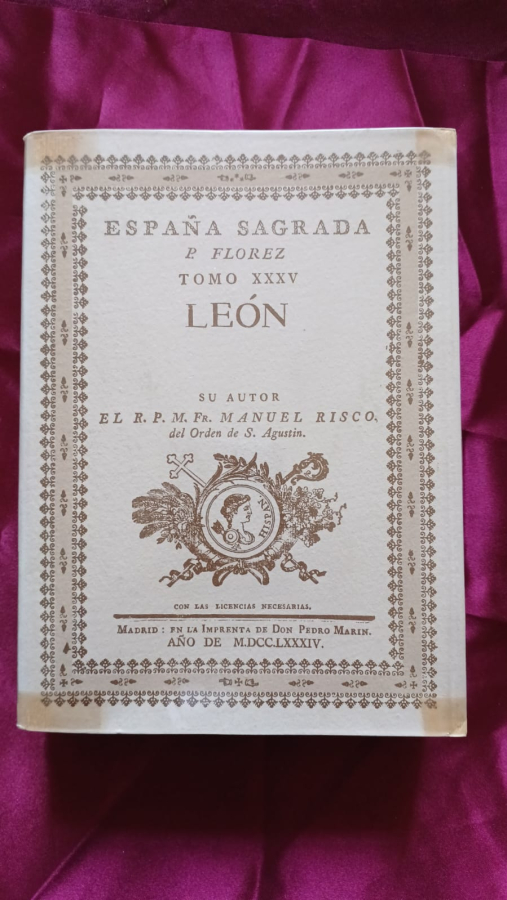 ESPAÑA SAGRADA
P. FLOREZ
TOMO XXXV
LEÓN
SU AUTOR
EL R. P. M. FR. MANUEL RISCO,
del Orden de S. Agustin.
HISPAN
CON LAS LICENCIAS NECESARIAS.
MADRID: EN LA IMPRENTA DE DON PEDRO MARIN.
AÑO DE M.DCC.LXXXIV.